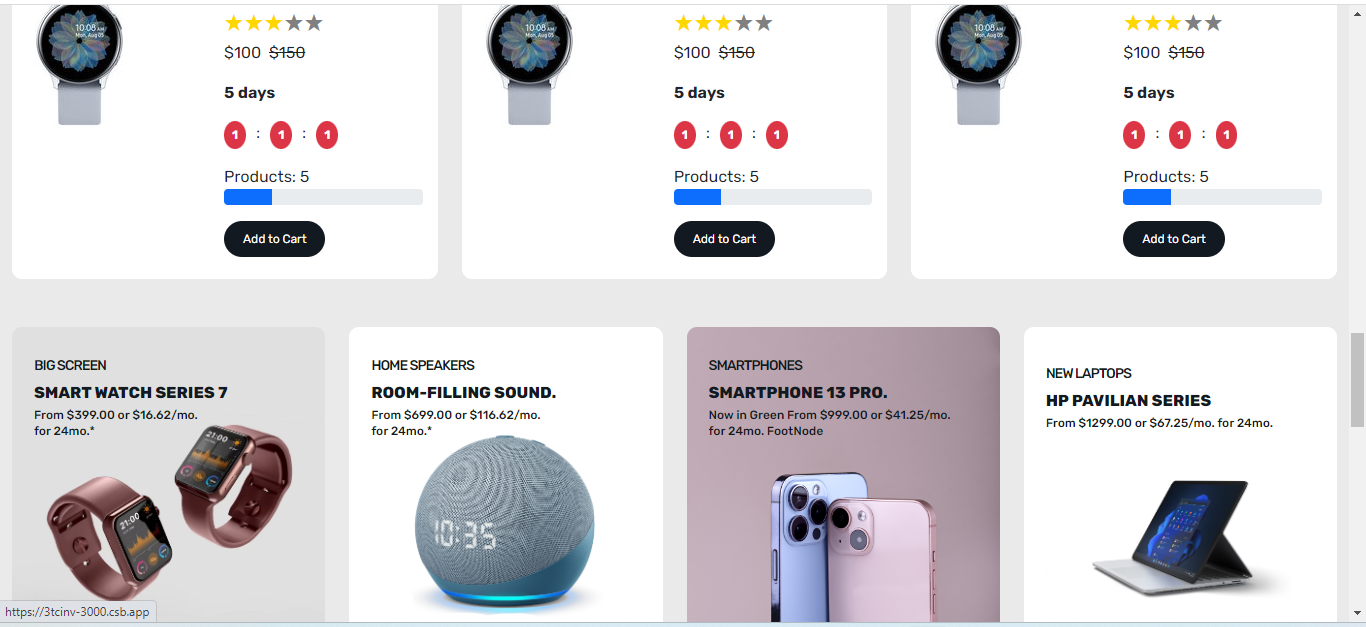 10:08 AM
Mon, Aug 05
$100 $150
5 days
1 : 1 : 1
Products: 5
Add to Cart
10:08 AM
Mon, Aug 05
$100 $150
5 days
1 : 1 : 1
Products: 5
Add to Cart
10:08 AM
Mon, Aug 05
$100 $150
5 days
1 : 1 : 1
Products: 5
Add to Cart
BIG SCREEN
SMART WATCH SERIES 7
From $399.00 or $16.62/mo.
for 24mo.*
21:00
21:00
HOME SPEAKERS
ROOM-FILLING SOUND.
From $699.00 or $116.62/mo.
for 24mo.*
10:35
SMARTPHONES
SMARTPHONE 13 PRO.
Now in Green From $999.00 or $41.25/mo.
for 24mo. FootNode
NEW LAPTOPS
HP PAVILIAN SERIES
From $1299.00 or $67.25/mo. for 24mo.
https://3tcinv-3000.csb.app